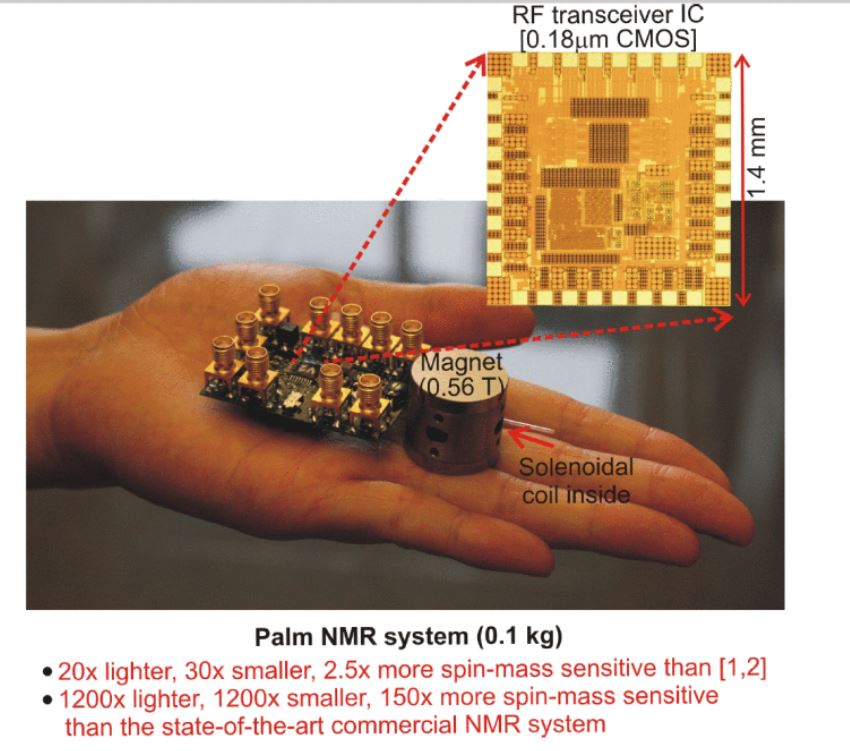 RF transceiver IC
[0.18μm CMOS]
1.4 mm
Magnet
(0.56 T)
Solenoidal
coil inside
Palm NMR system (0.1 kg)
• 20x lighter, 30x smaller, 2.5x more spin-mass sensitive than [1,2]
• 1200x lighter, 1200x smaller, 150x more spin-mass sensitive
than the state-of-the-art commercial NMR system